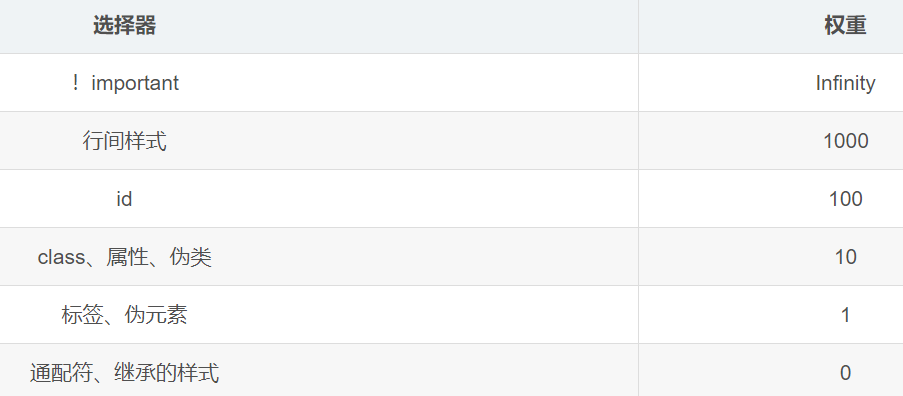 选择器 权重
！important Infinity
行间样式 1000
id 100
class、属性、伪类 10
标签、伪元素 1
通配符、继承的样式 0